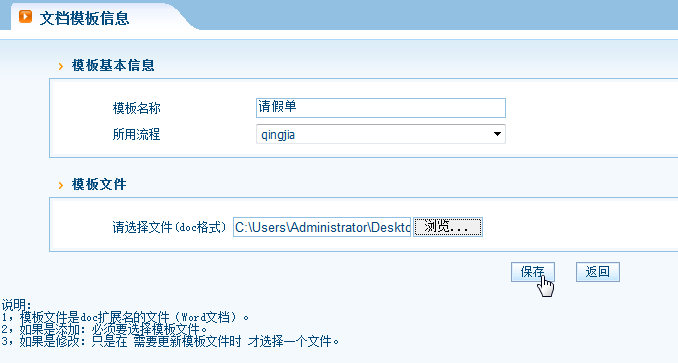 文档模板信息
模板基本信息
模板名称 请假单
所用流程 qingjia
模板文件
请选择文件(doc格式) C:\Users\Administrator\Deskto 浏览...
保存 返回
说明:
1，模板文件是doc扩展名的文件（Word文档）。
2，如果是添加：必须要选择模板文件。
3，如果是修改：只是在 需要更新模板文件时 才选择一个文件。